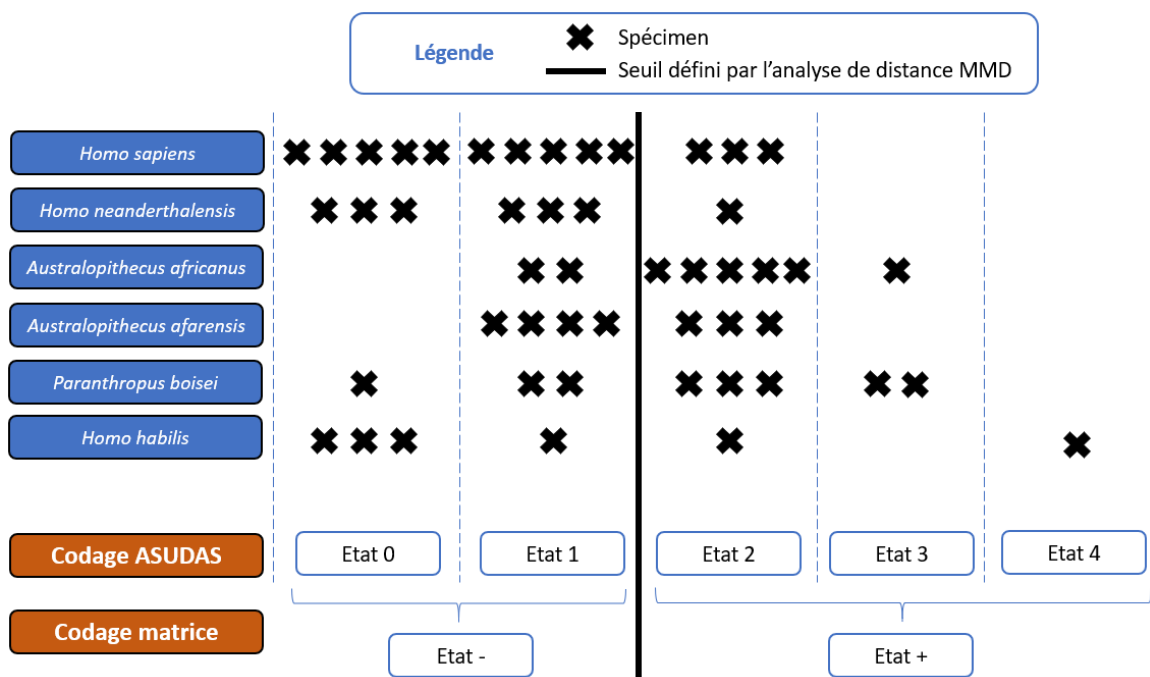 Légende
Spécimen
Seuil défini par l'analyse de distance MMD
Homo sapiens
Homo neanderthalensis
Australopithecus africanus
Australopithecus afarensis
Paranthropus boisei
Homo habilis
Codage ASUDAS
Etat 0
Etat 1
Etat 2
Etat 3
Etat 4
Codage matrice
Etat -
Etat +